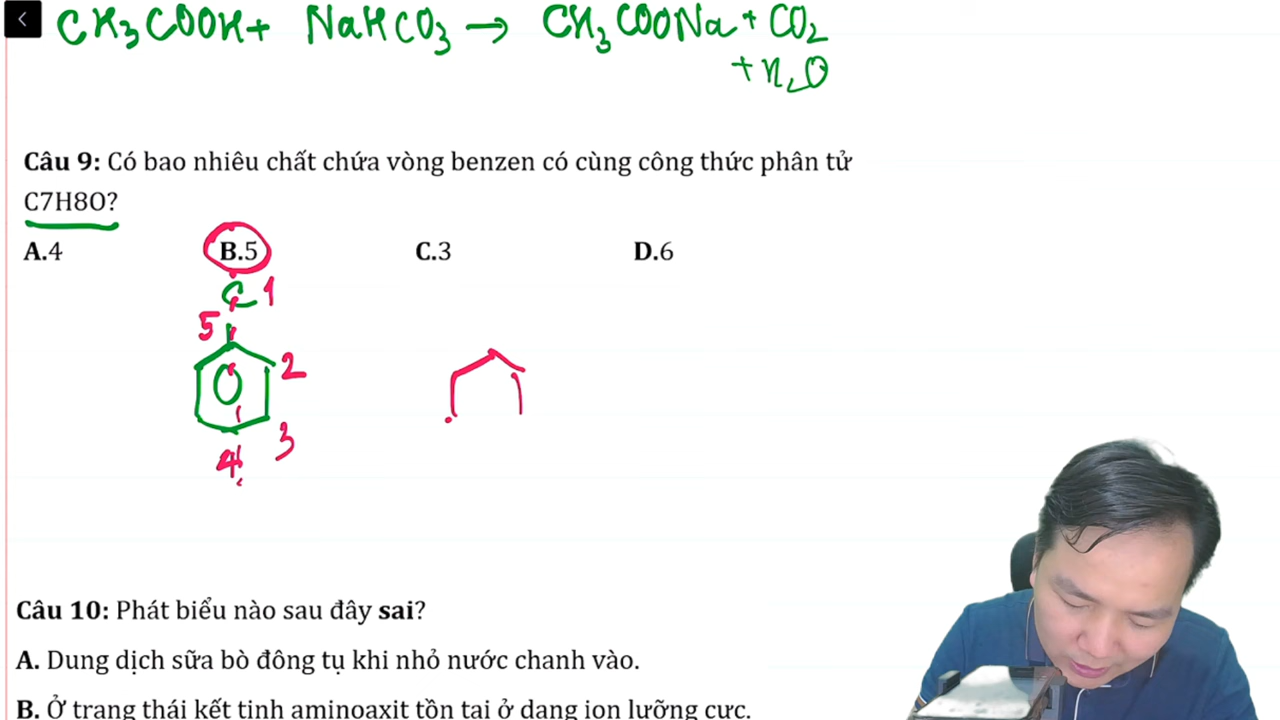 CH3COOH + NaHCO3 → CH3COONa + CO2
+ H2O
Câu 9: Có bao nhiêu chất chứa vòng benzen có cùng công thức phân tử
C7H8O?
A.4 B.5 C.3 D.6
C 1
5
2
3
4
Câu 10: Phát biểu nào sau đây sai?
A. Dung dịch sữa bò đông tụ khi nhỏ nước chanh vào.
B. Ở trạng thái kết tinh aminoaxit tồn tại ở dạng ion lưỡng cực.